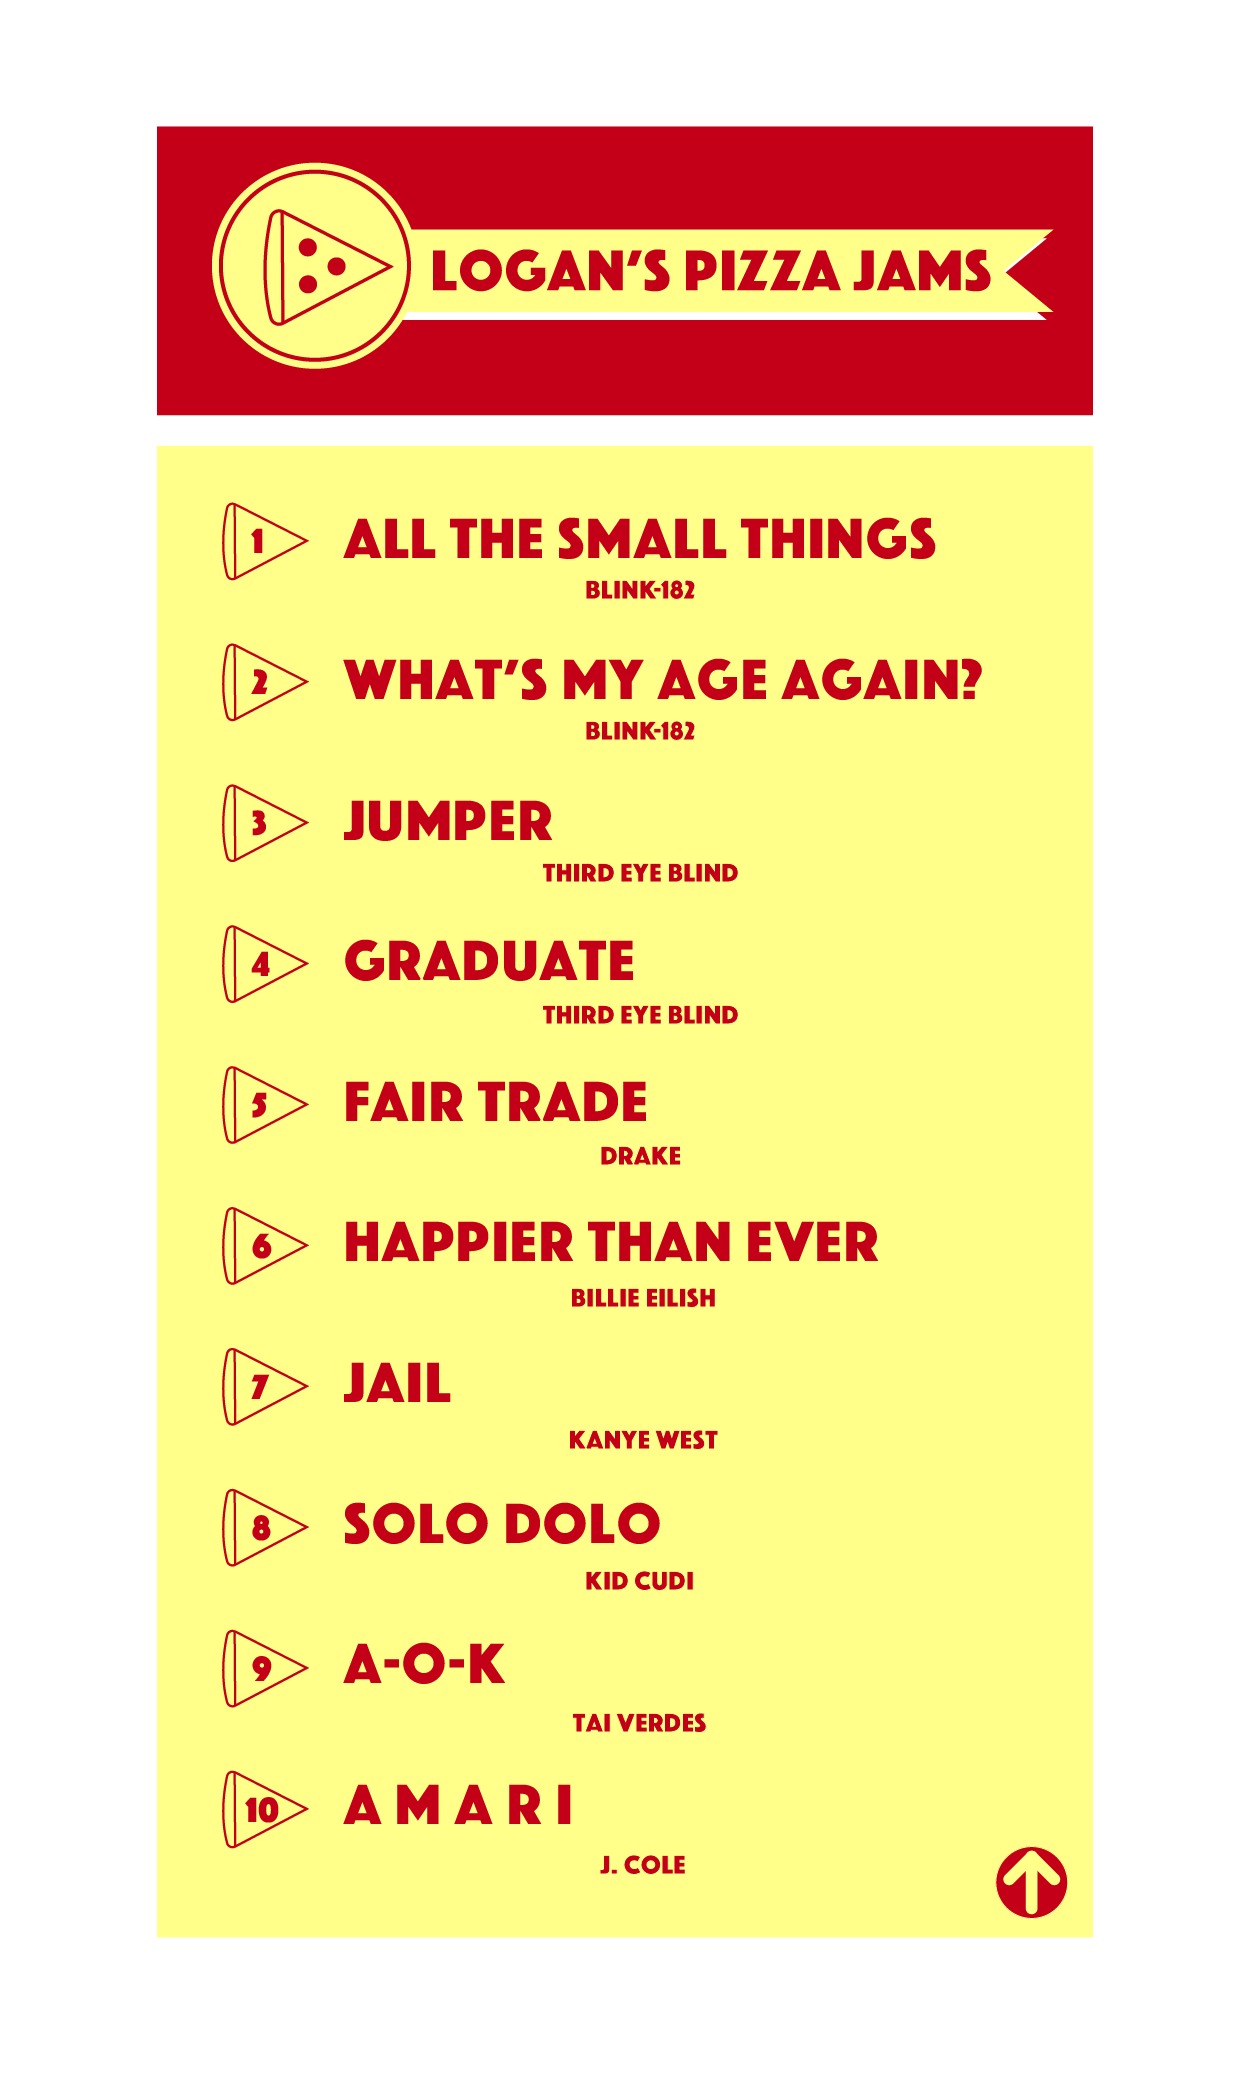 LOGAN'S PIZZA JAMS
1 ALL THE SMALL THINGS
BLINK-182
2 WHAT'S MY AGE AGAIN?
BLINK-182
3 JUMPER
THIRD EYE BLIND
4 GRADUATE
THIRD EYE BLIND
5 FAIR TRADE
DRAKE
6 HAPPIER THAN EVER
BILLIE EILISH
7 JAIL
KANYE WEST
8 SOLO DOLO
KID CUDI
9 A-O-K
TAI VERDES
10 A M A R I
J. COLE